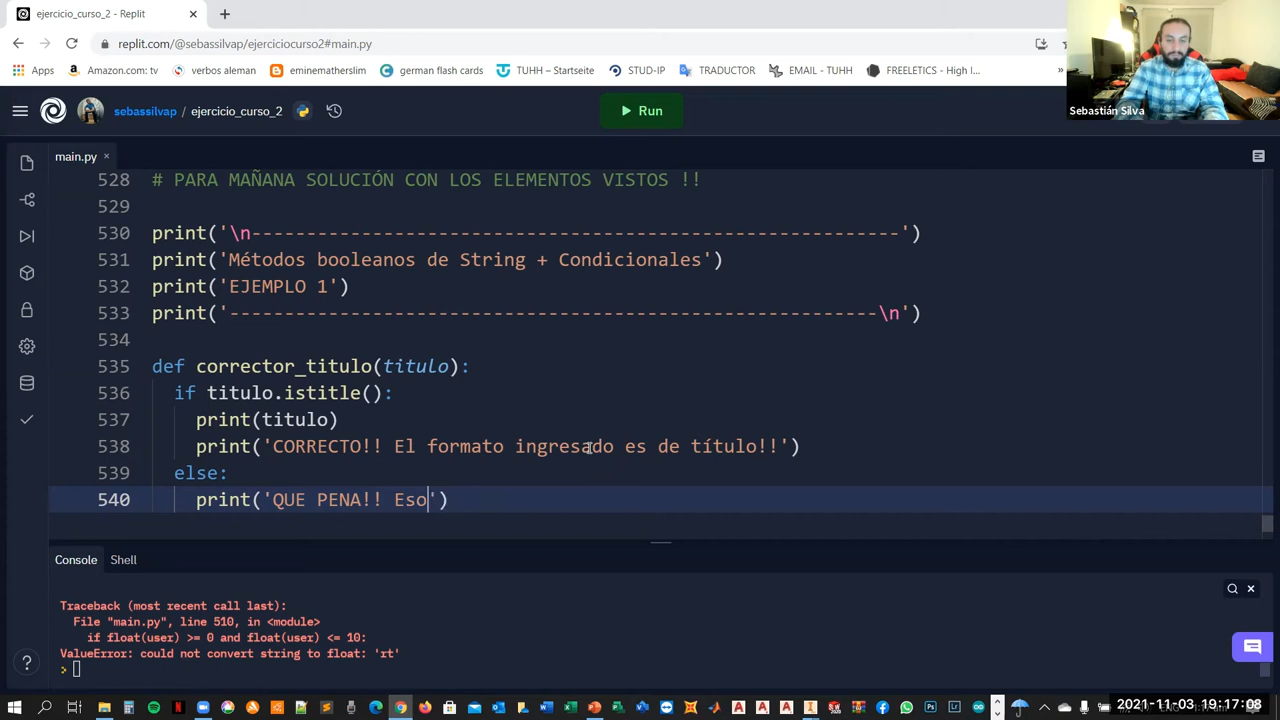 ejercicio_curso_2 - Replit
replit.com/@sebassilvap/ejerciciocurso2#main.py
Apps Amazon.com: tv verbos aleman eminemathersllim german flash card TUHH – Startseite STUD-IP TRADUCTOR EMAIL - TUHH FREELETICS - High I...
Sebastián Silva
sebassilvap / ejercicio_curso_2 Run
main.py
528 # PARA MAÑANA SOLUCIÓN CON LOS ELEMENTOS VISTOS !!
529
530 print('\n-----------------------------------------------------------')
531 print('Métodos booleanos de String + Condicionales')
532 print('EJEMPLO 1')
533 print('-----------------------------------------------------------\n')
534
535 def corrector_titulo(titulo):
536 if titulo.istitle():
537 print(titulo)
538 print('CORRECTO!! El formato ingresado es de título!!')
539 else:
540 print('QUE PENA!! Eso')
Console Shell
Traceback (most recent call last):
File "main.py", line 510, in <module>
if float(user) >= 0 and float(user) <= 10:
ValueError: could not convert string to float: 'rt'
>
2021-11-03 19:17:08